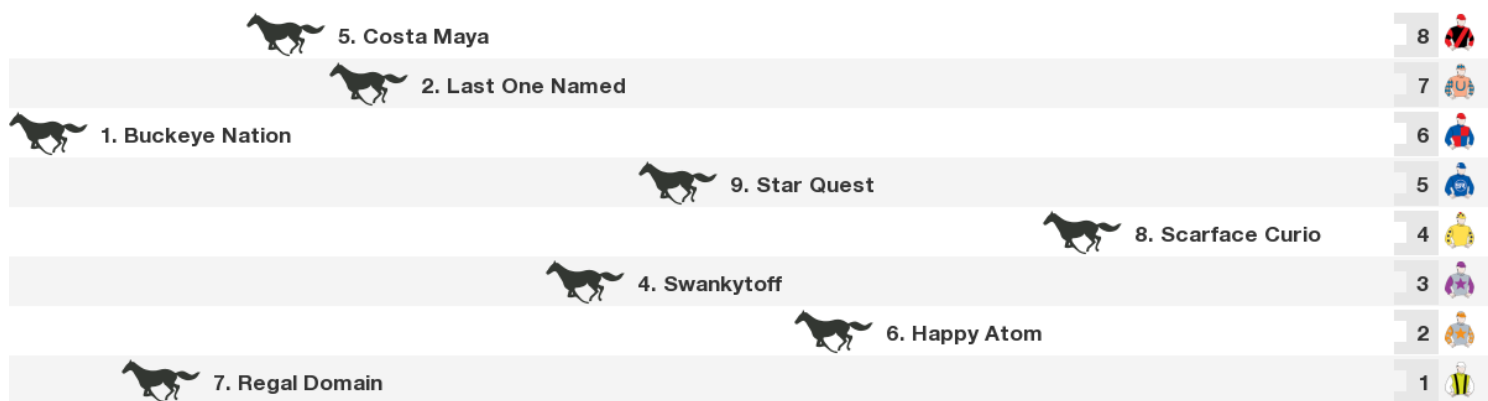 5. Costa Maya 8
2. Last One Named 7
1. Buckeye Nation 6
9. Star Quest 5
8. Scarface Curio 4
4. Swankytoff 3
6. Happy Atom 2
7. Regal Domain 1